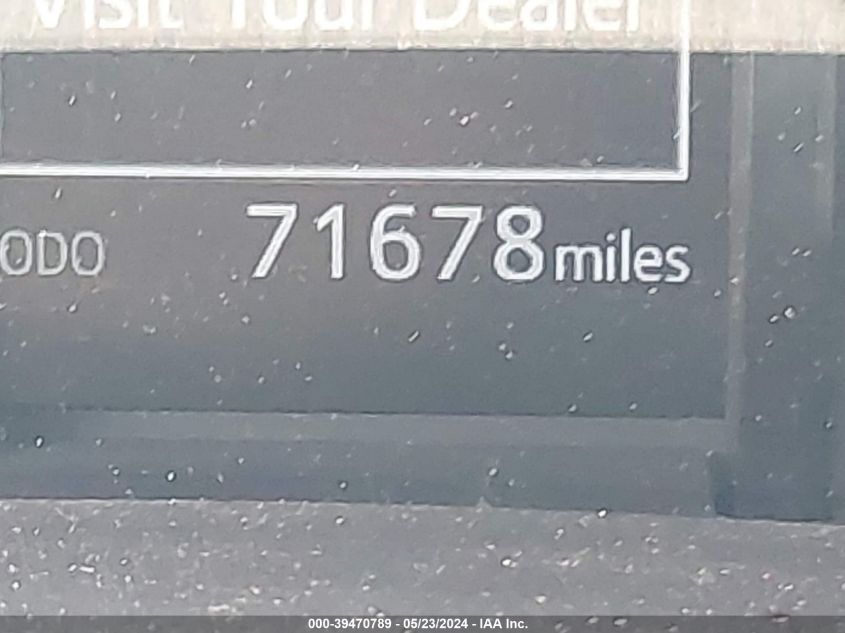 Visit Your Dealer
ODO 71678 miles
000-39470789 - 05/23/2024 - IAA Inc.